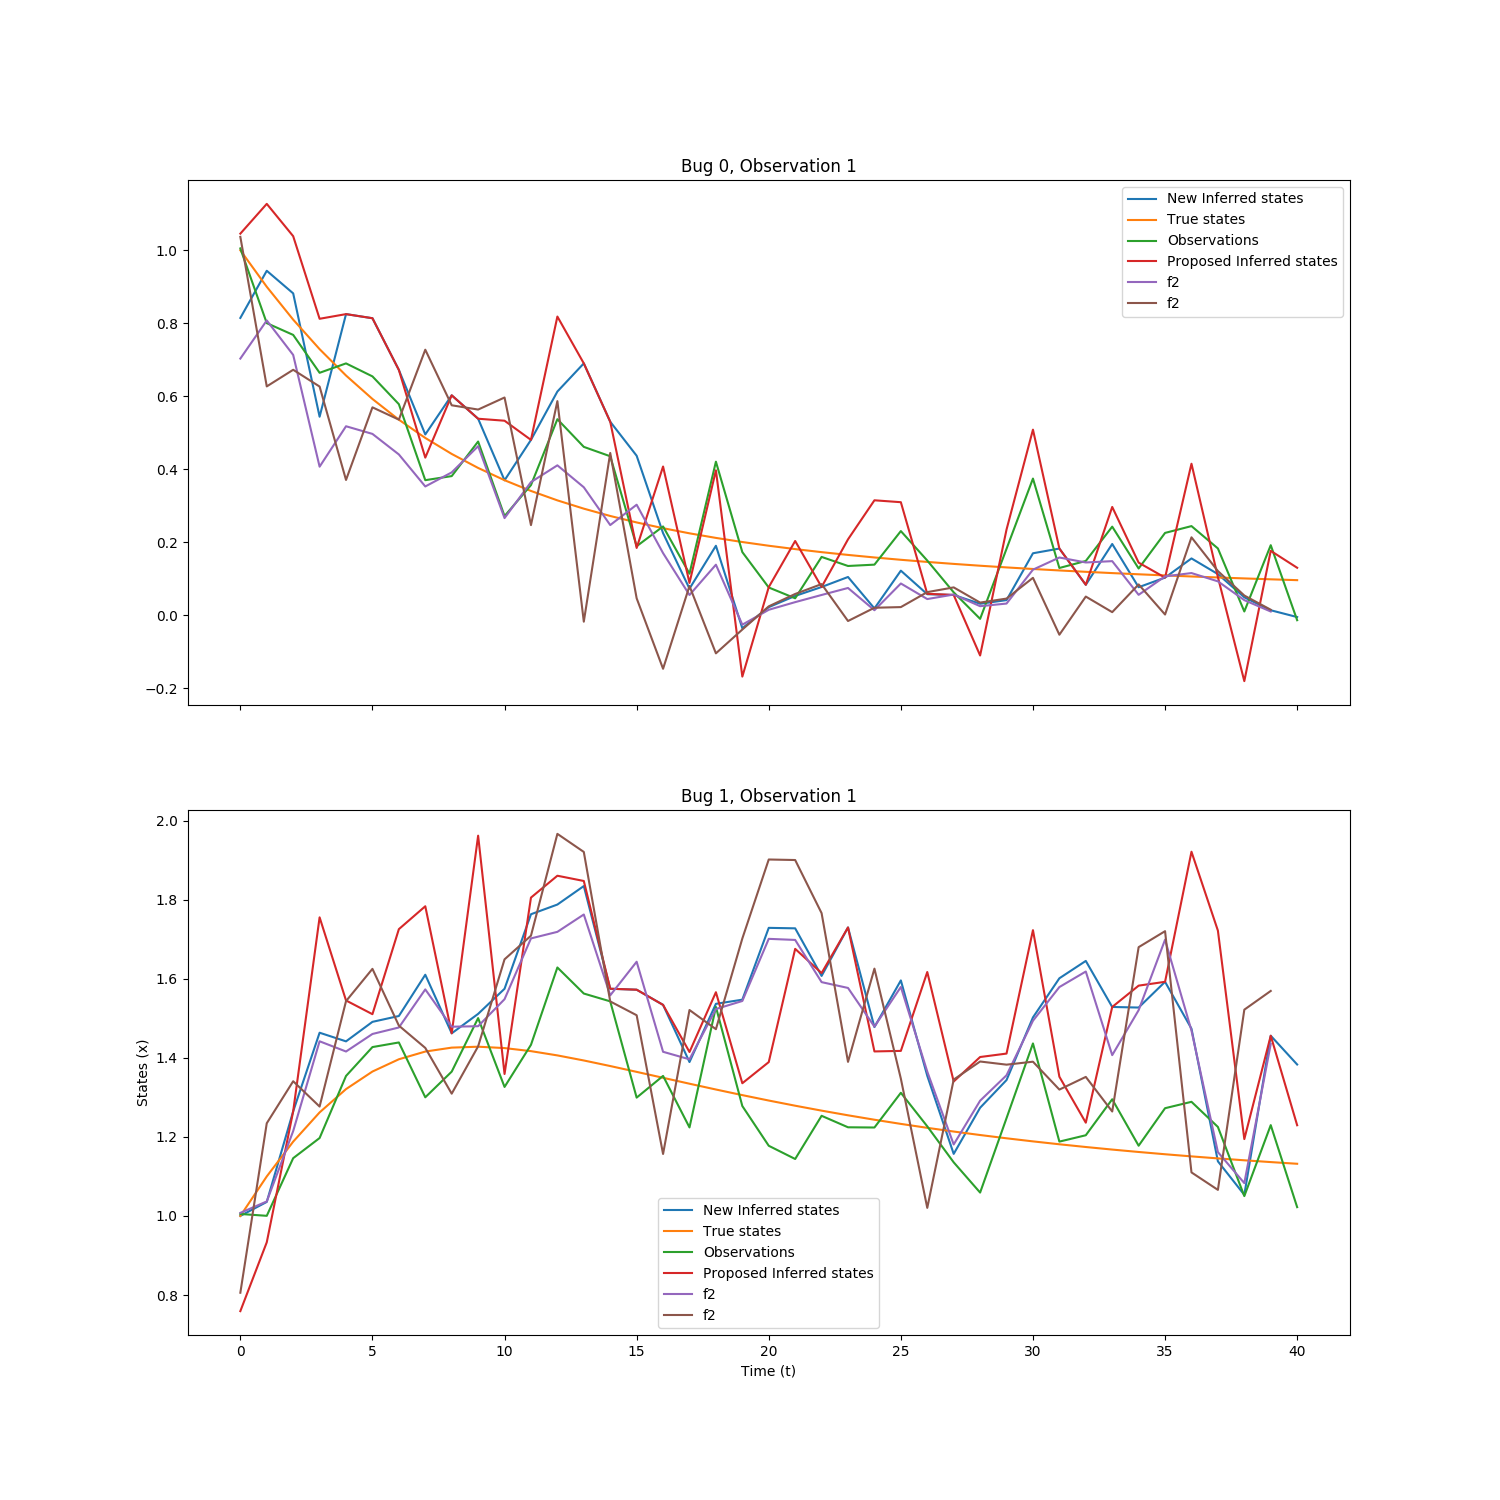 Bug 0, Observation 1
1.0
0.8
0.6
0.4
0.2
0.0
−0.2
New Inferred states
True states
Observations
Proposed Inferred states
f2
f2
Bug 1, Observation 1
2.0
1.8
1.6
1.4
1.2
1.0
0.8
States (x)
New Inferred states
True states
Observations
Proposed Inferred states
f2
f2
0 5 10 15 20 25 30 35 40
Time (t)